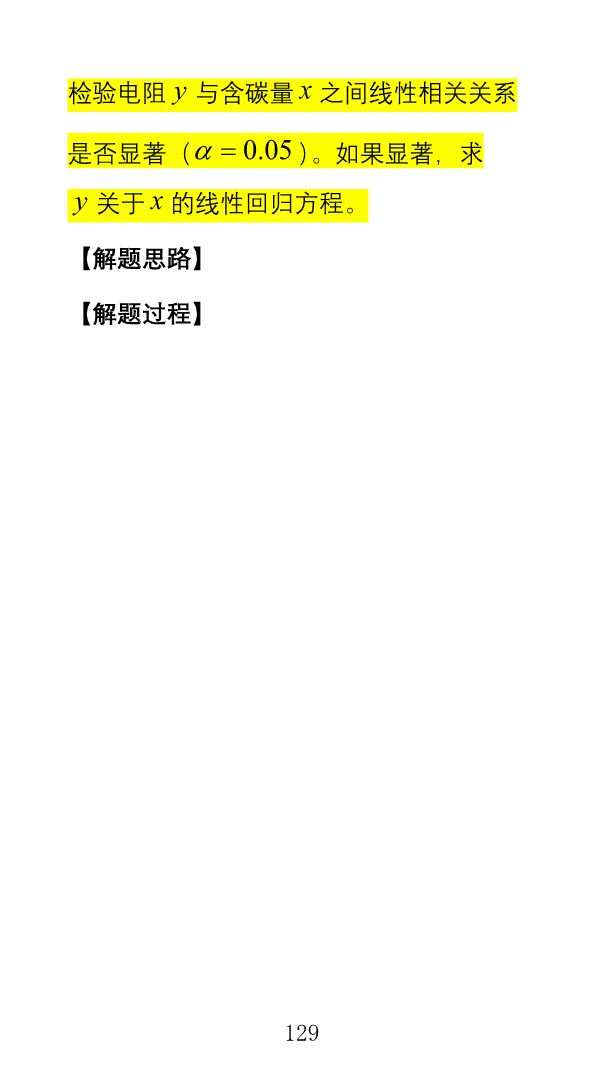 检验电阻 y 与含碳量 x 之间线性相关关系
是否显著（α = 0.05）。如果显著，求
y 关于 x 的线性回归方程。
【解题思路】
【解题过程】
129